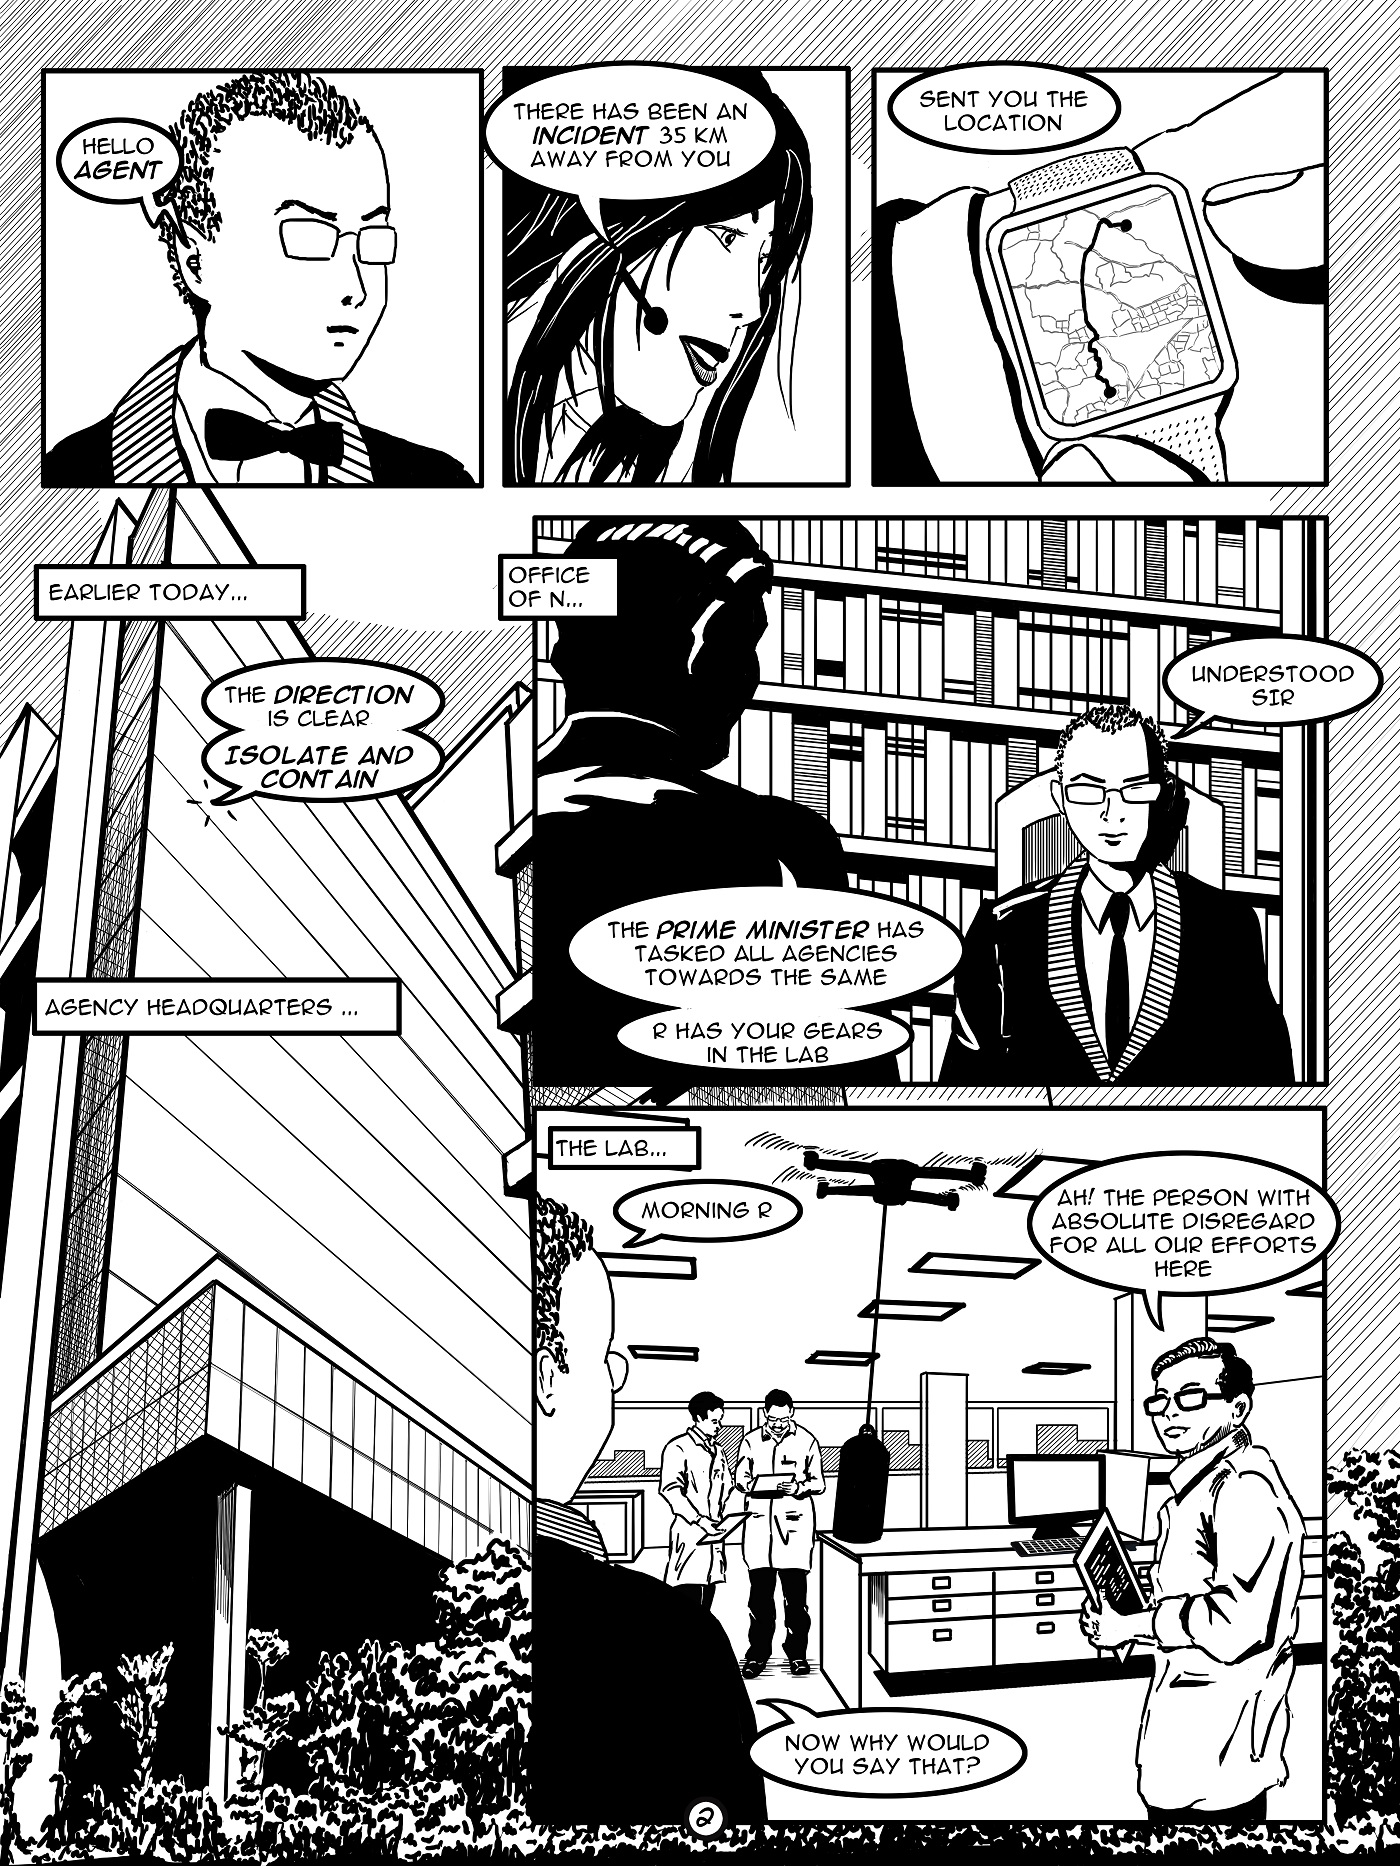 HELLO
AGENT
THERE HAS BEEN AN
INCIDENT 35 KM
AWAY FROM YOU
SENT YOU THE
LOCATION
EARLIER TODAY...
THE DIRECTION
IS CLEAR
ISOLATE AND
CONTAIN
AGENCY HEADQUARTERS ...
OFFICE
OF N...
UNDERSTOOD
SIR
THE PRIME MINISTER HAS
TASKED ALL AGENCIES
TOWARDS THE SAME
R HAS YOUR GEARS
IN THE LAB
THE LAB...
MORNING R
AH! THE PERSON WITH
ABSOLUTE DISREGARD
FOR ALL OUR EFFORTS
HERE
NOW WHY WOULD
YOU SAY THAT?
2